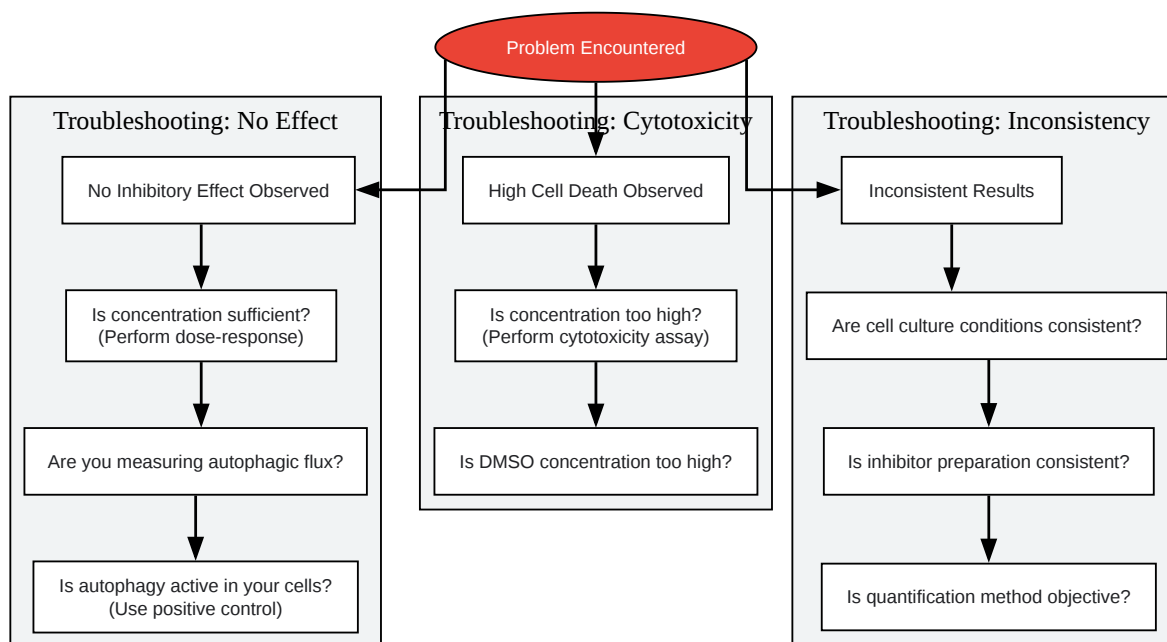 Problem Encountered
Troubleshooting: No Effect
No Inhibitory Effect Observed
Is concentration sufficient?
(Perform dose-response)
Are you measuring autophagic flux?
Is autophagy active in your cells?
(Use positive control)
Troubleshooting: Cytotoxicity
High Cell Death Observed
Is concentration too high?
(Perform cytotoxicity assay)
Is DMSO concentration too high?
Troubleshooting: Inconsistency
Inconsistent Results
Are cell culture conditions consistent?
Is inhibitor preparation consistent?
Is quantification method objective?